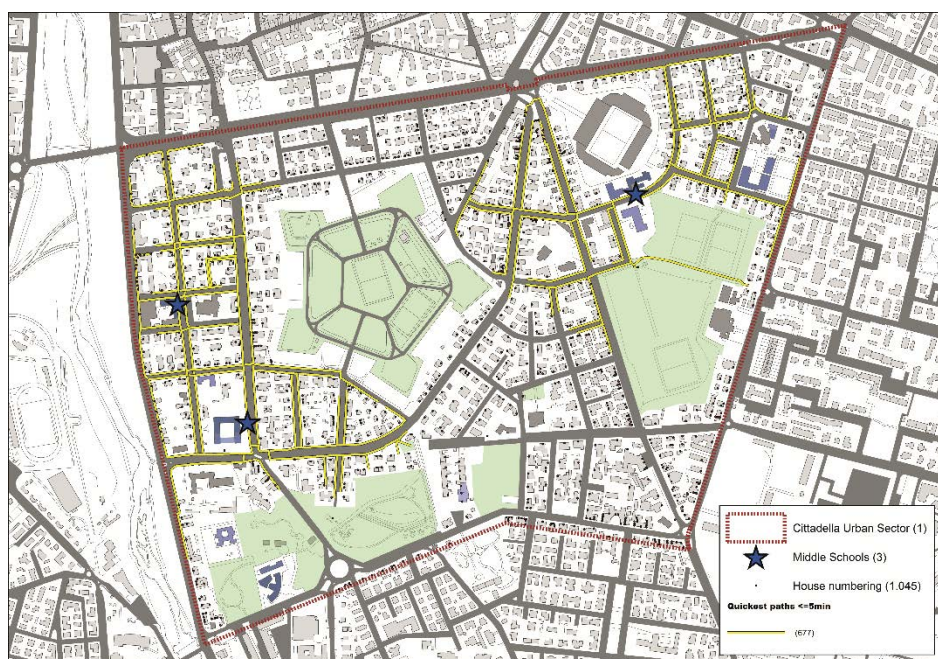 Cittadella Urban Sector (1)
Middle Schools (3)
House numbering (1.045)
Quickest paths <=5min
(677)